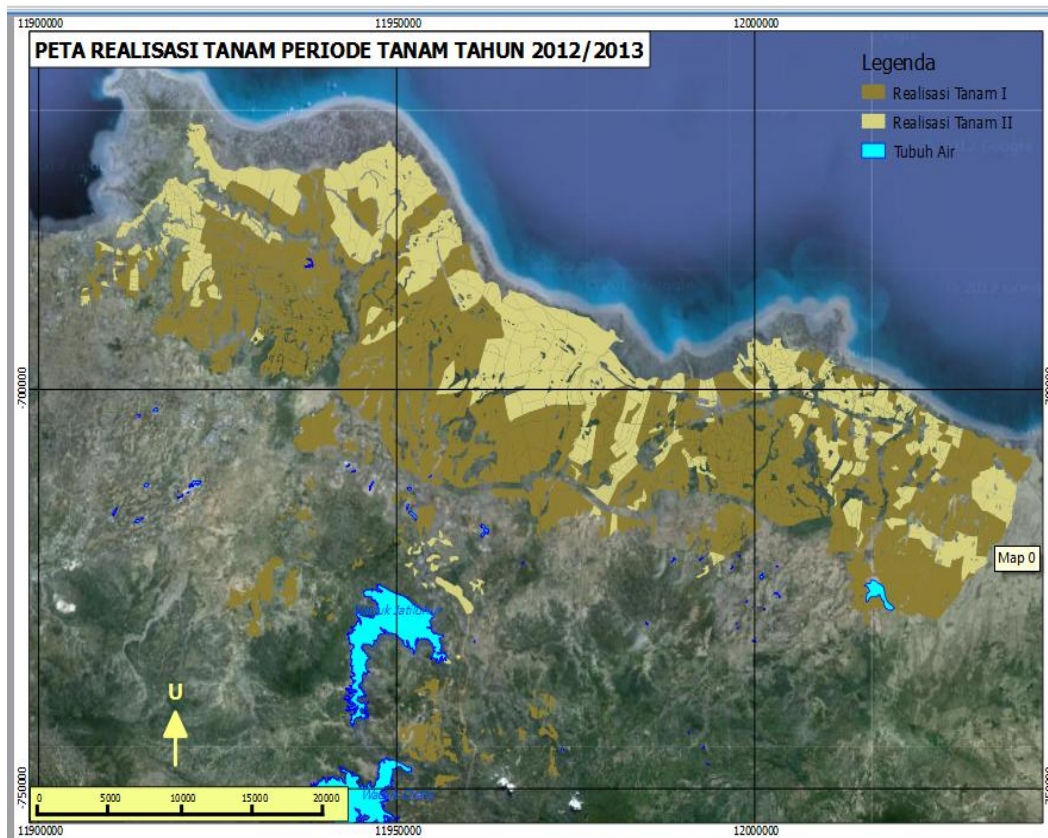 11900000 11950000 12000000
PETA REALISASI TANAM PERIODE TANAM TAHUN 2012/2013
Legenda
Realisasi Tanam I
Realisasi Tanam II
Tubuh Air
-700000
Map 0
U
-750000
0 5000 10000 15000 20000
11900000 11950000 12000000